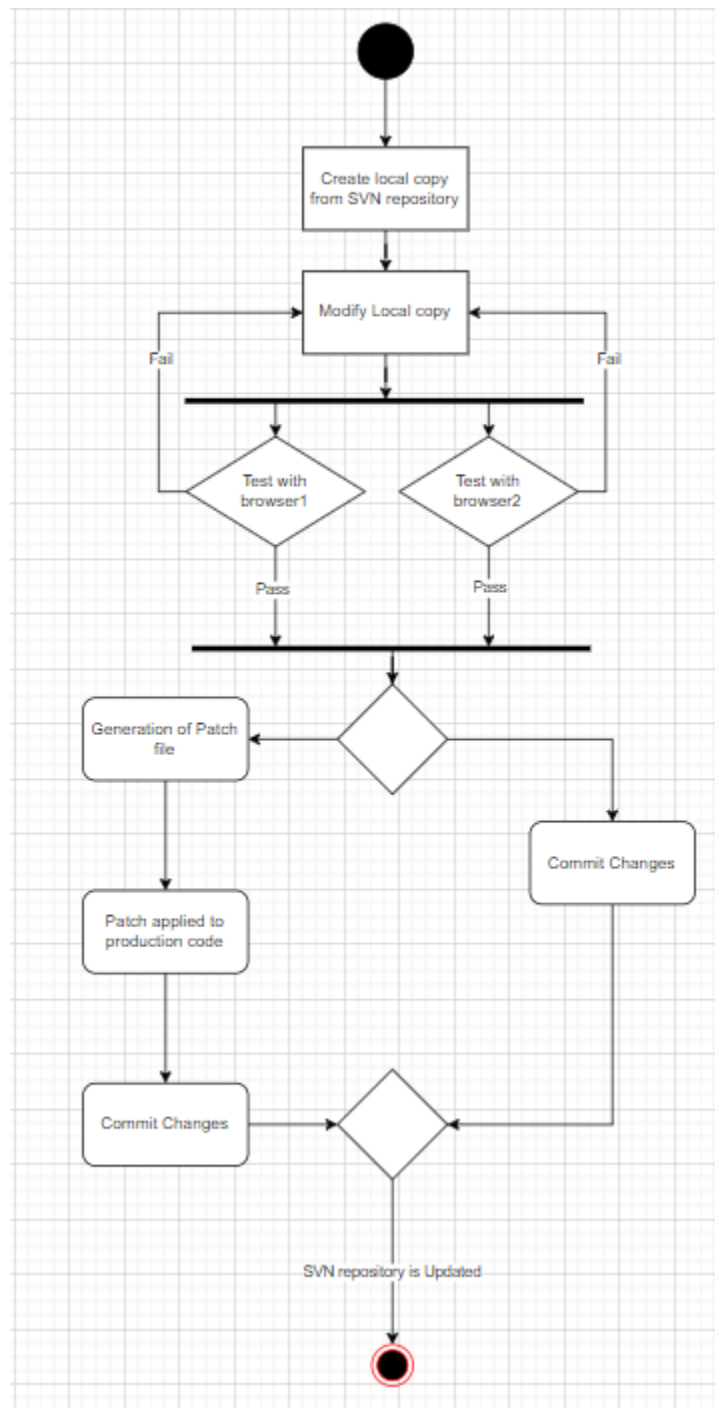 Create local copy
from SVN repository
Modify Local copy
Fail
Fail
Test with
browser1
Test with
browser2
Pass
Pass
Generation of Patch
file
Commit Changes
Patch applied to
production code
Commit Changes
SVN repository is Updated